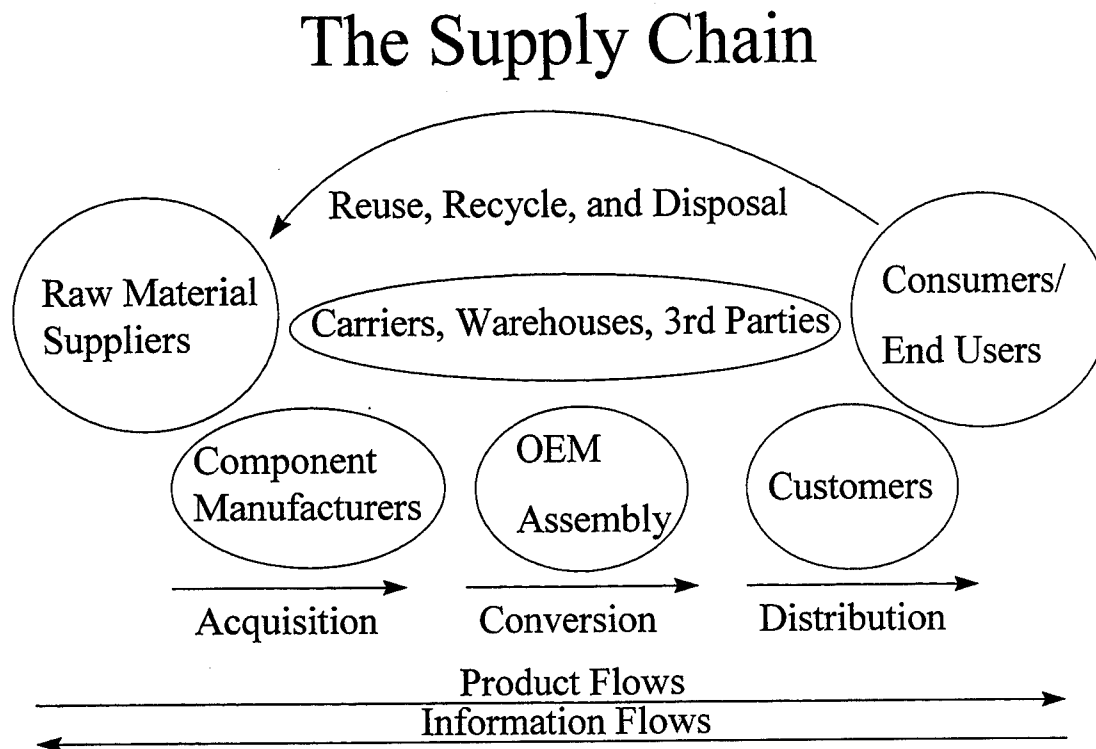 The Supply Chain
Reuse, Recycle, and Disposal
Raw Material
Suppliers
Carriers, Warehouses, 3rd Parties
Consumers/
End Users
Component
Manufacturers
OEM
Assembly
Customers
Acquisition
Conversion
Distribution
Product Flows
Information Flows